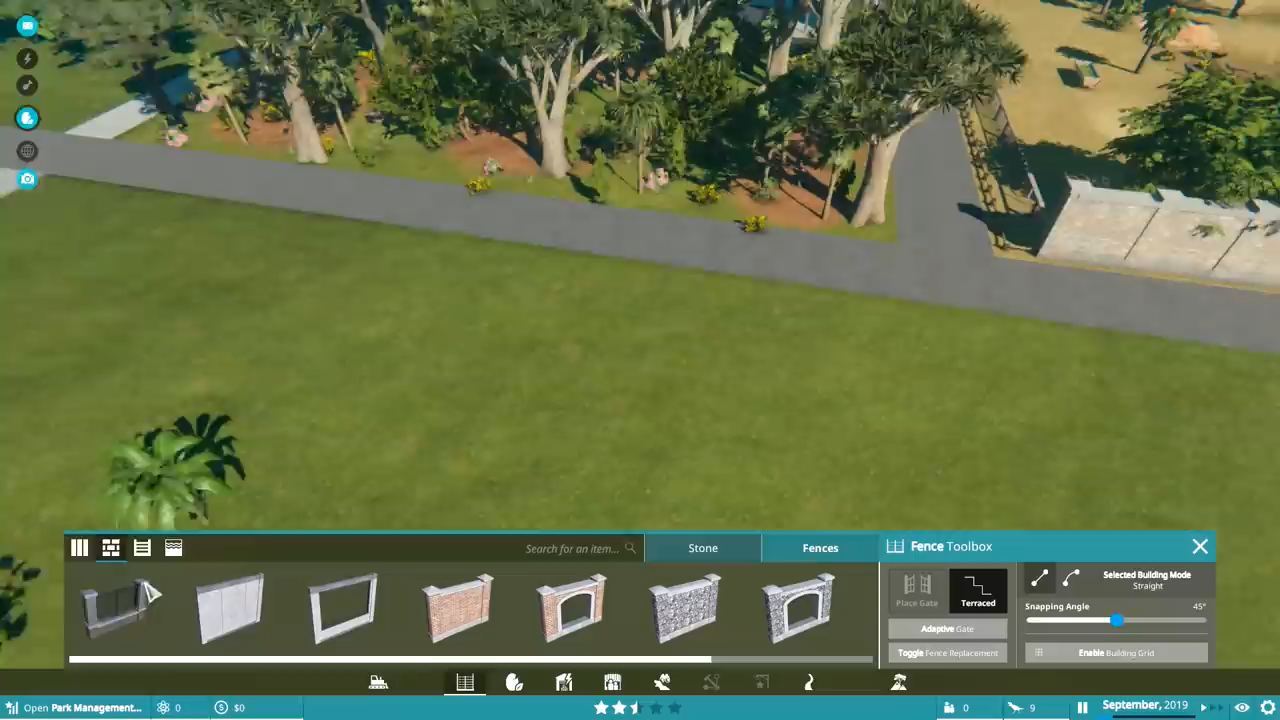 Search for an item...
Stone
Fences
Fence Toolbox
Place Gate
Terraced
Adaptive Gate
Toggle Fence Replacement
Selected Building Mode
Straight
Snapping Angle
45°
Enable Building Grid
Open Park Management...
0
$0
0
9
September, 2019